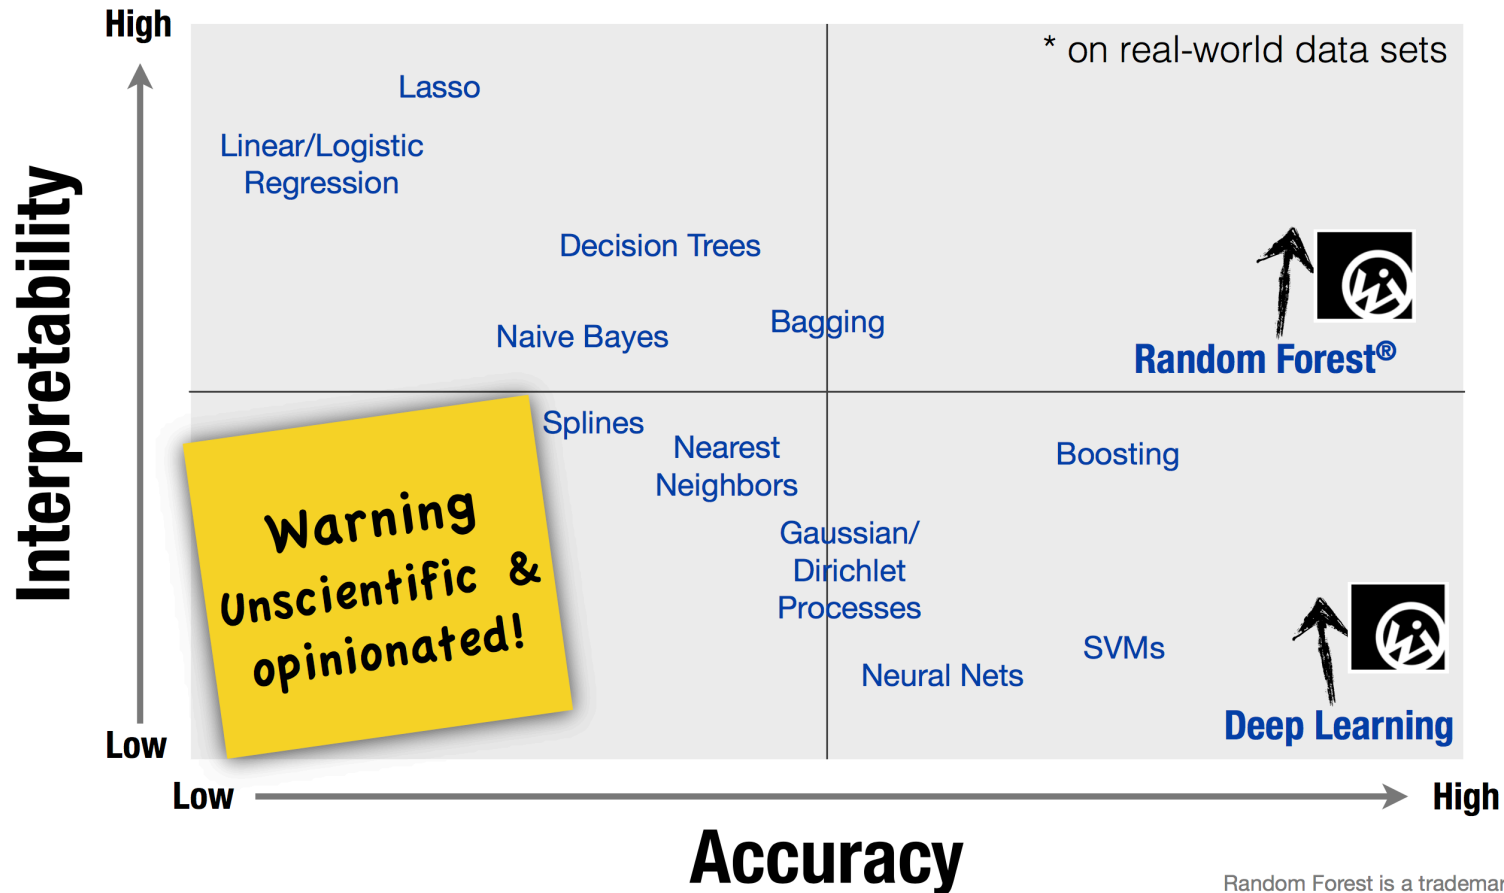 High
* on real-world data sets
Lasso
Linear/Logistic
Regression
Decision Trees
Naive Bayes
Bagging
Random Forest®
Interpretability
Splines
Nearest
Neighbors
Boosting
Gaussian/
Dirichlet
Processes
Warning
Unscientific &
opinionated!
Neural Nets
SVMs
Deep Learning
Low
Low
High
Accuracy
Random Forest is a trademar